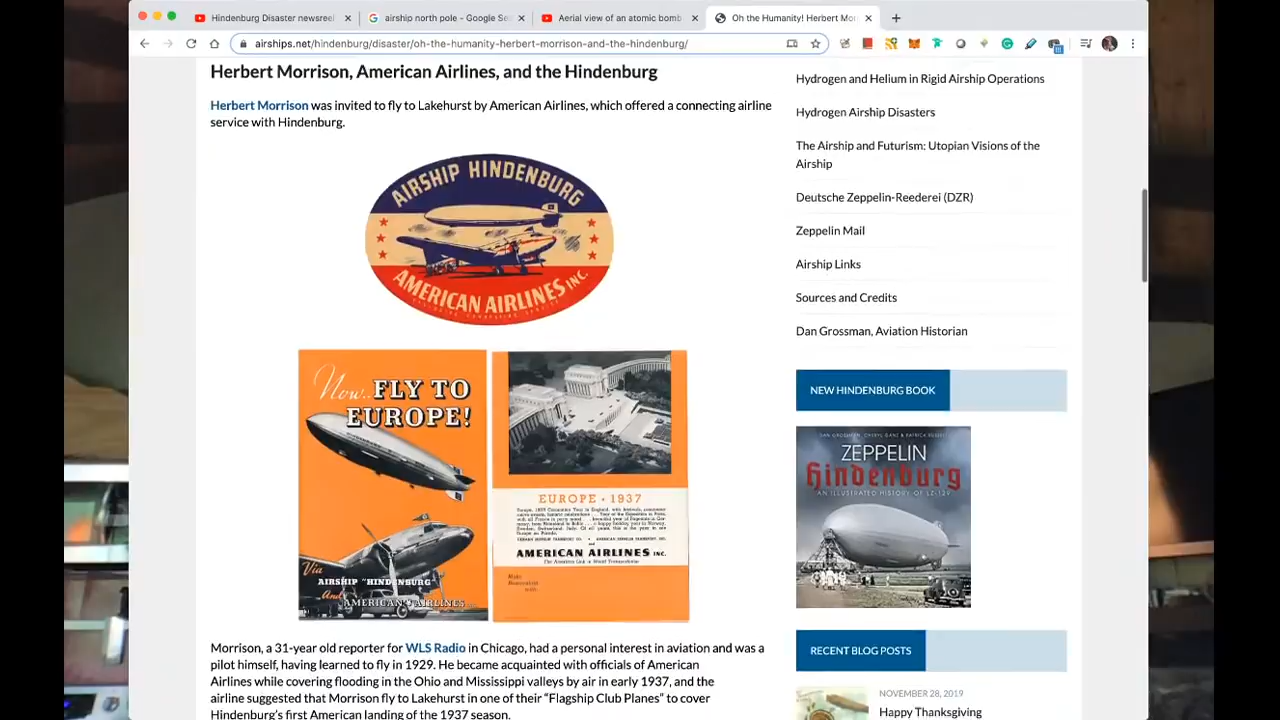 Hindenburg Disaster newsree
airship north pole - Google Se
Aerial view of an atomic bomb
Oh the Humanity! Herbert Mor
airships.net/hindenburg/disaster/oh-the-humanity-herbert-morrison-and-the-hindenburg/
Herbert Morrison, American Airlines, and the Hindenburg
Herbert Morrison was invited to fly to Lakehurst by American Airlines, which offered a connecting airline
service with Hindenburg.
AIRSHIP HINDENBURG
AMERICAN AIRLINES INC.
Now.. FLY TO
EUROPE!
Via
AIRSHIP "HINDENBURG"
And
AMERICAN AIRLINES
EUROPE • 1937
AMERICAN AIRLINES INC.
Morrison, a 31-year old reporter for WLS Radio in Chicago, had a personal interest in aviation and was a
pilot himself, having learned to fly in 1929. He became acquainted with officials of American
Airlines while covering flooding in the Ohio and Mississippi valleys by air in early 1937, and the
airline suggested that Morrison fly to Lakehurst in one of their “Flagship Club Planes” to cover
Hindenburg's first American landing of the 1937 season.
Hydrogen and Helium in Rigid Airship Operations
Hydrogen Airship Disasters
The Airship and Futurism: Utopian Visions of the
Airship
Deutsche Zeppelin-Reederei (DZR)
Zeppelin Mail
Airship Links
Sources and Credits
Dan Grossman, Aviation Historian
NEW HINDENBURG BOOK
DAN GROSSMAN, CHERYL GANZ & PATRICK RUSSELL
ZEPPELIN
Hindenburg
AN ILLUSTRATED HISTORY OF LZ-129
RECENT BLOG POSTS
NOVEMBER 28, 2019
Happy Thanksgiving